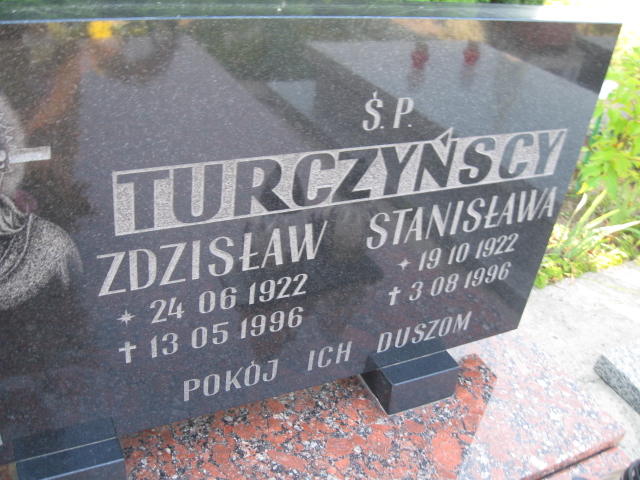 Ś.P.
TURCZYŃSCY
ZDZISŁAW STANISŁAWA
* 24 06 1922 * 19 10 1922
† 13 05 1996 † 3 08 1996
POKÓJ ICH DUSZOM